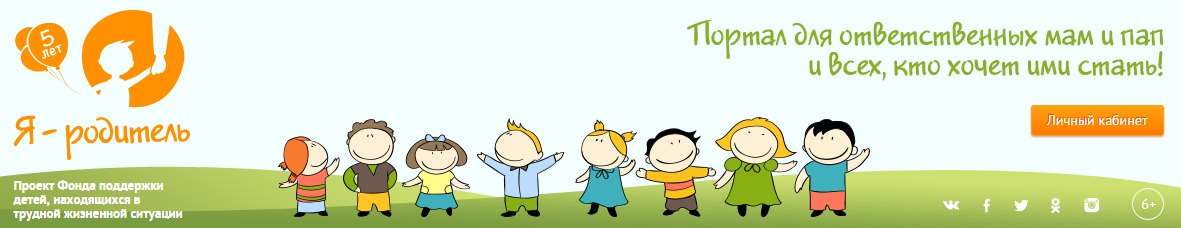 5
лет
Я - родитель
Проект Фонда поддержки
детей, находящихся в
трудной жизненной ситуации
Портал для ответственных мам и пап
и всех, кто хочет ими стать!
Личный кабинет
6+